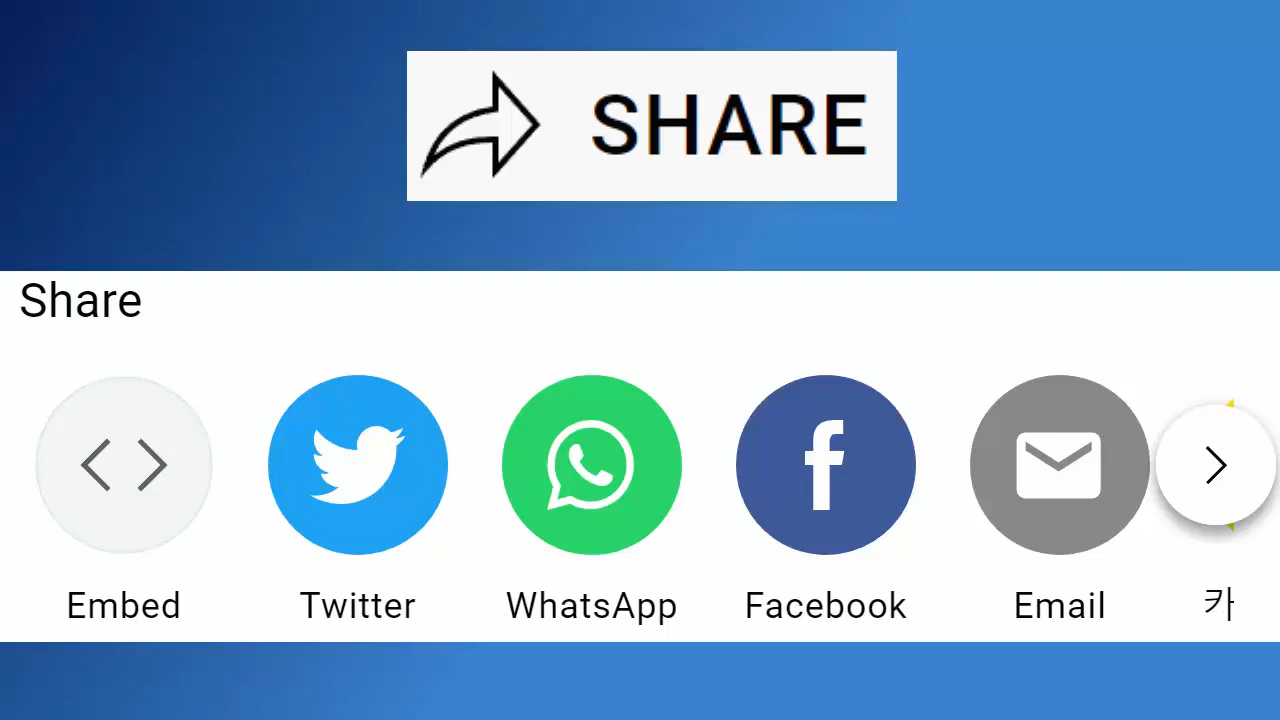 SHARE
Share
Embed
Twitter
WhatsApp
Facebook
Email
카